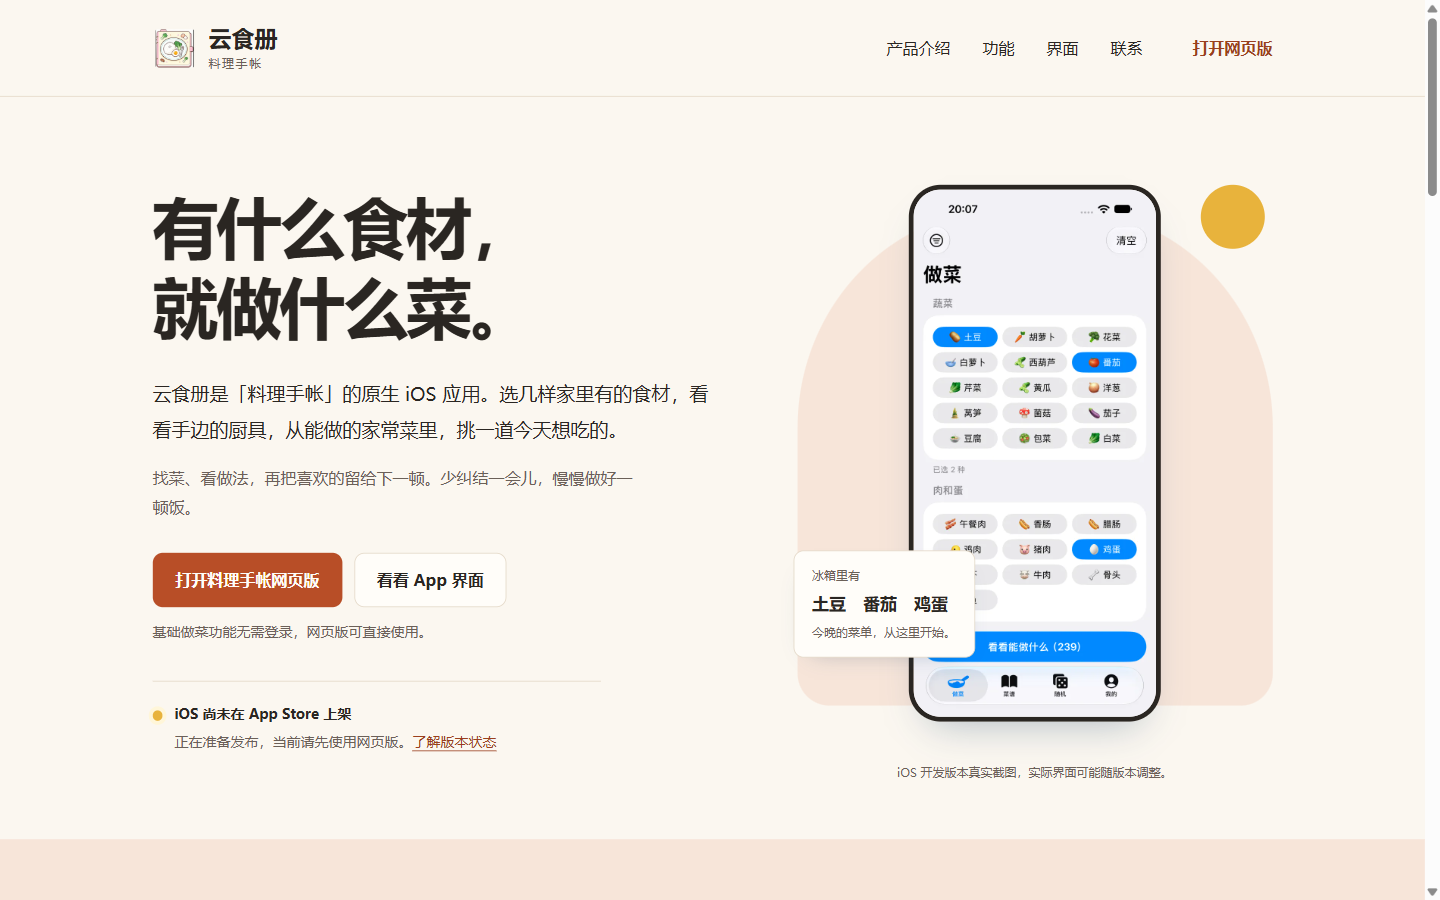 云食册
料理手帐
产品介绍 功能 界面 联系 打开网页版
有什么食材，
就做什么菜。
云食册是「料理手帐」的原生 iOS 应用。选几样家里有的食材，看
看手边的厨具，从能做的家常菜里，挑一道今天想吃的。
找菜、看做法，再把喜欢的留给下一顿。少纠结一会儿，慢慢做好一
顿饭。
打开料理手帐网页版 看看 App 界面
基础做菜功能无需登录，网页版可直接使用。
iOS 尚未在 App Store 上架
正在准备发布，当前请先使用网页版。了解版本状态
20:07
清空
做菜
蔬菜
土豆 胡萝卜 花菜
白萝卜 西葫芦 番茄
芹菜 黄瓜 洋葱
莴笋 菌菇 茄子
豆腐 包菜 白菜
已选 2 种
肉和蛋
午餐肉 香肠 腊肠
鸡肉 猪肉 鸡蛋
牛肉 骨头
冰箱里有
土豆 番茄 鸡蛋
今晚的菜单，从这里开始。
看看能做什么（239）
做菜 菜谱 随机 我的
iOS 开发版本真实截图，实际界面可能随版本调整。